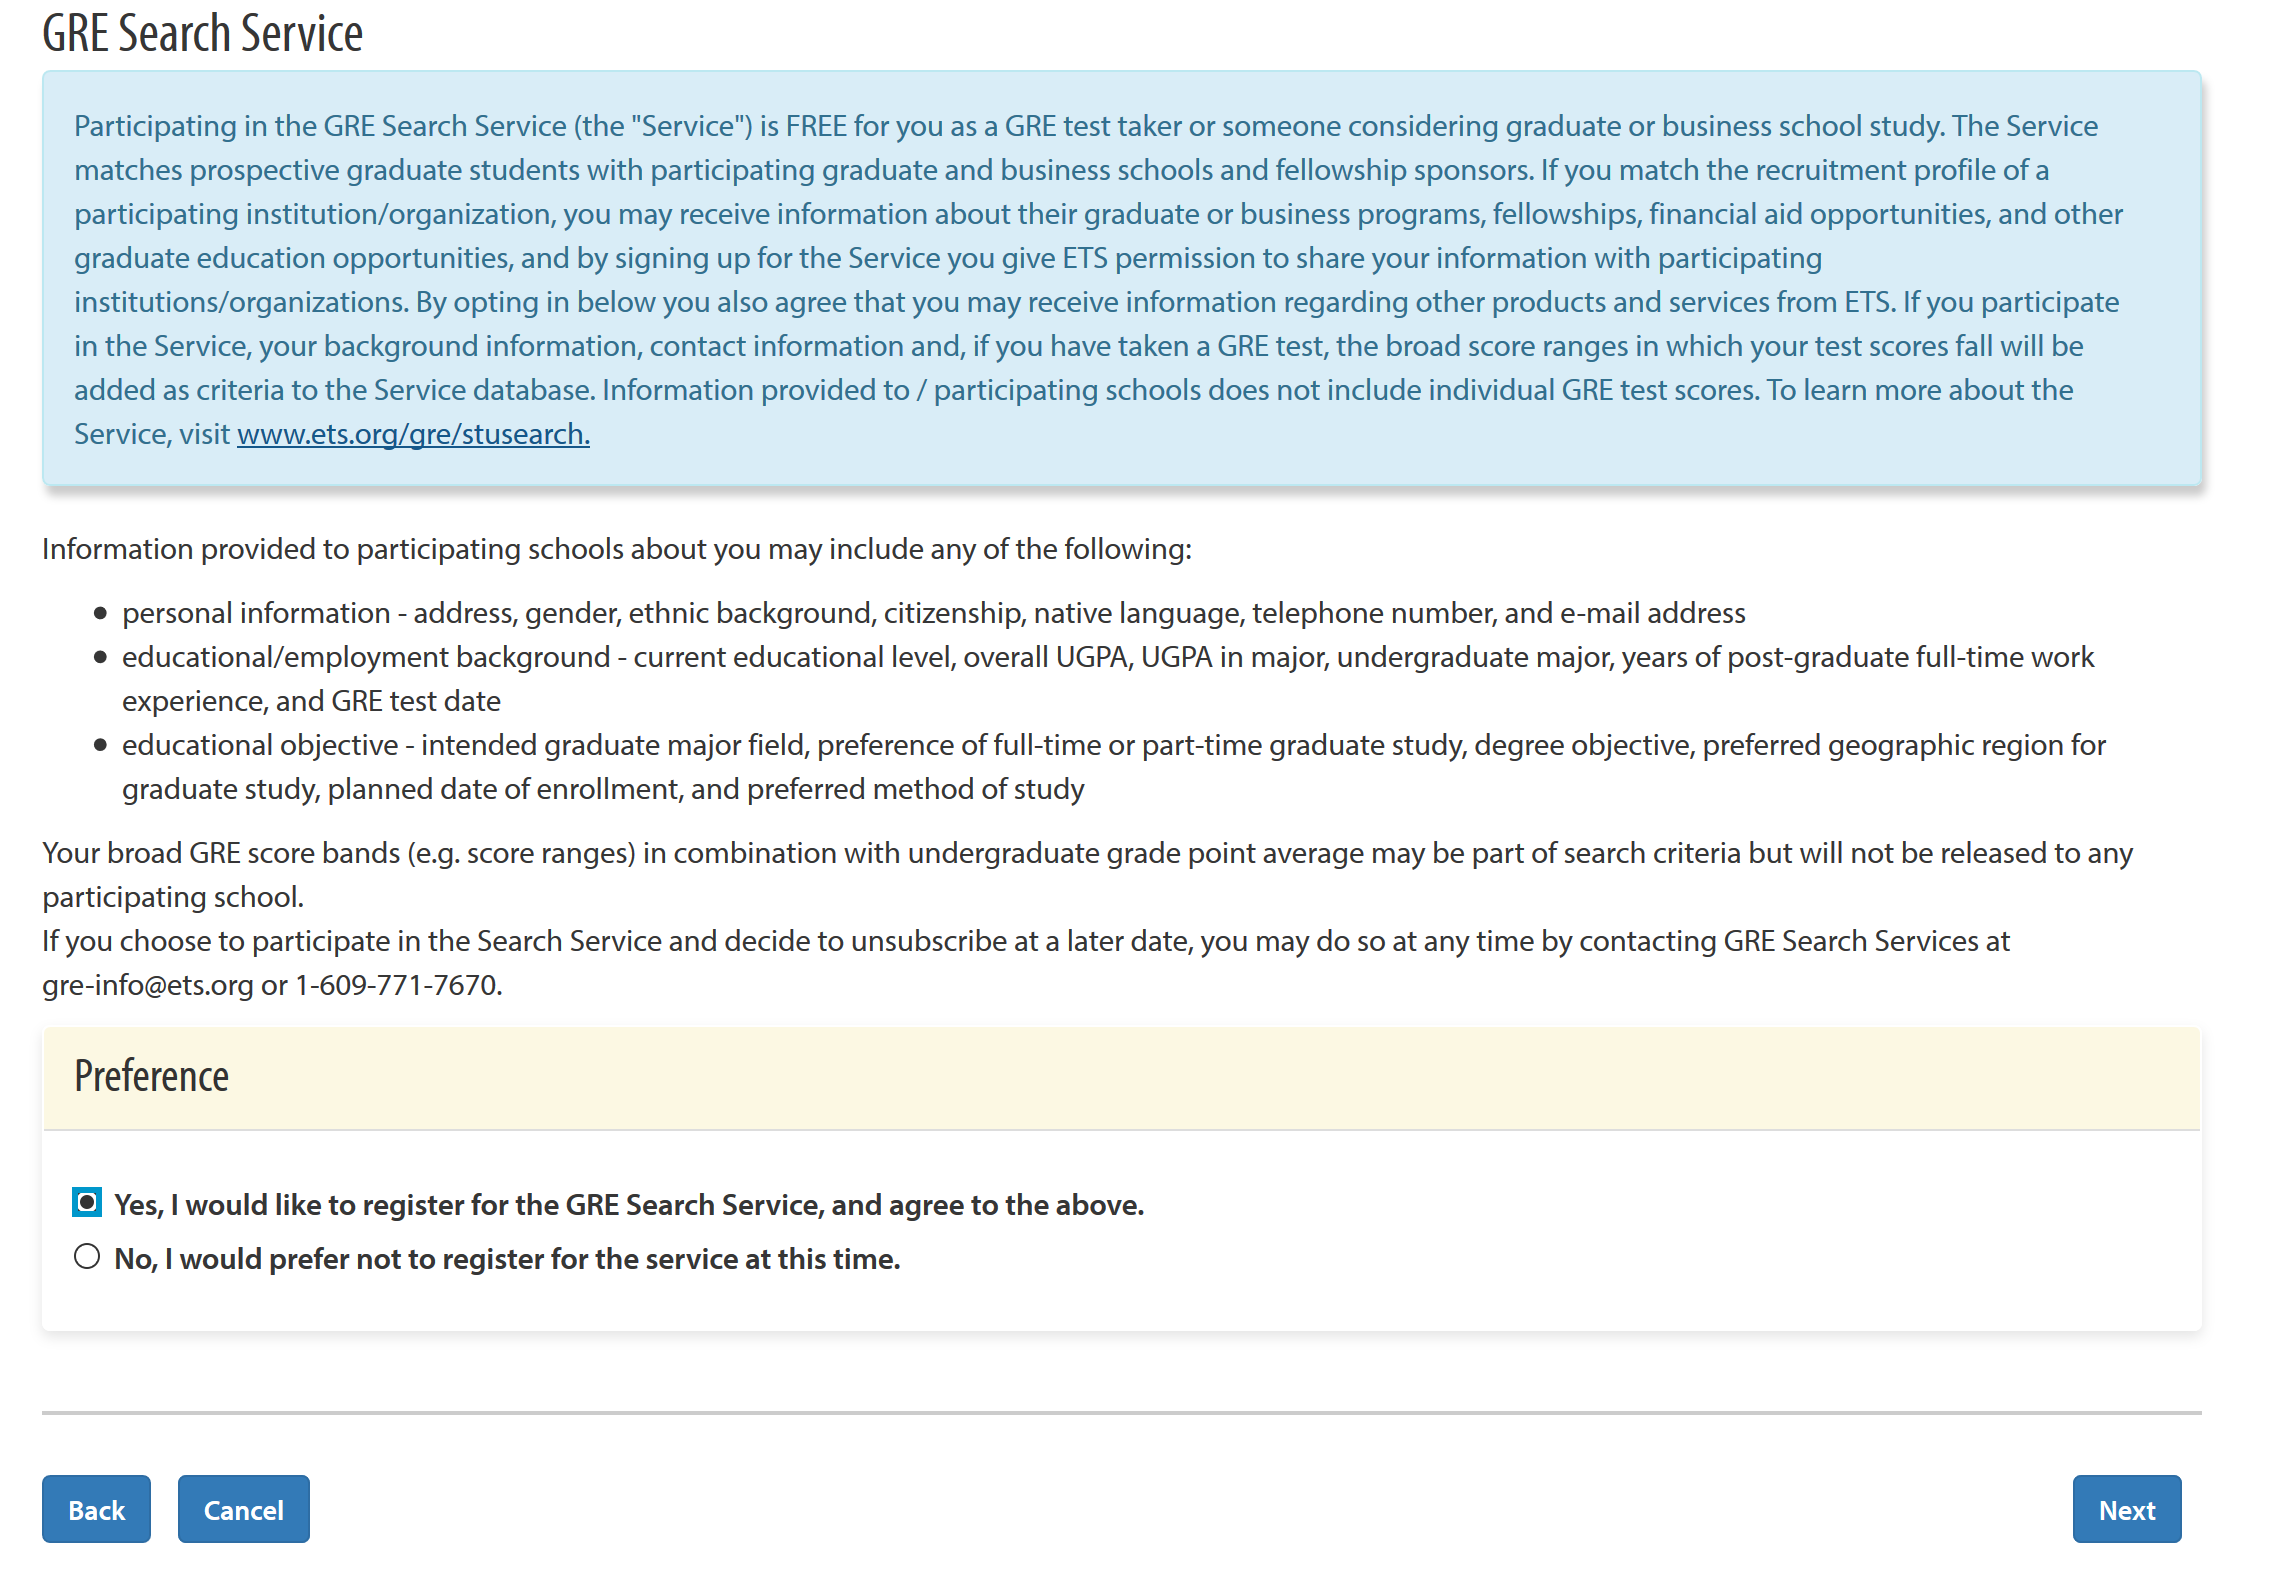 GRE Search Service
Participating in the GRE Search Service (the "Service") is FREE for you as a GRE test taker or someone considering graduate or business school study. The Service
matches prospective graduate students with participating graduate and business schools and fellowship sponsors. If you match the recruitment profile of a
participating institution/organization, you may receive information about their graduate or business programs, fellowships, financial aid opportunities, and other
graduate education opportunities, and by signing up for the Service you give ETS permission to share your information with participating
institutions/organizations. By opting in below you also agree that you may receive information regarding other products and services from ETS. If you participate
in the Service, your background information, contact information and, if you have taken a GRE test, the broad score ranges in which your test scores fall will be
added as criteria to the Service database. Information provided to / participating schools does not include individual GRE test scores. To learn more about the
Service, visit www.ets.org/gre/stusearch.
Information provided to participating schools about you may include any of the following:
• personal information - address, gender, ethnic background, citizenship, native language, telephone number, and e-mail address
• educational/employment background - current educational level, overall UGPA, UGPA in major, undergraduate major, years of post-graduate full-time work
experience, and GRE test date
• educational objective - intended graduate major field, preference of full-time or part-time graduate study, degree objective, preferred geographic region for
graduate study, planned date of enrollment, and preferred method of study
Your broad GRE score bands (e.g. score ranges) in combination with undergraduate grade point average may be part of search criteria but will not be released to any
participating school.
If you choose to participate in the Search Service and decide to unsubscribe at a later date, you may do so at any time by contacting GRE Search Services at
gre-info@ets.org or 1-609-771-7670.
Preference
Yes, I would like to register for the GRE Search Service, and agree to the above.
No, I would prefer not to register for the service at this time.
Back Cancel Next